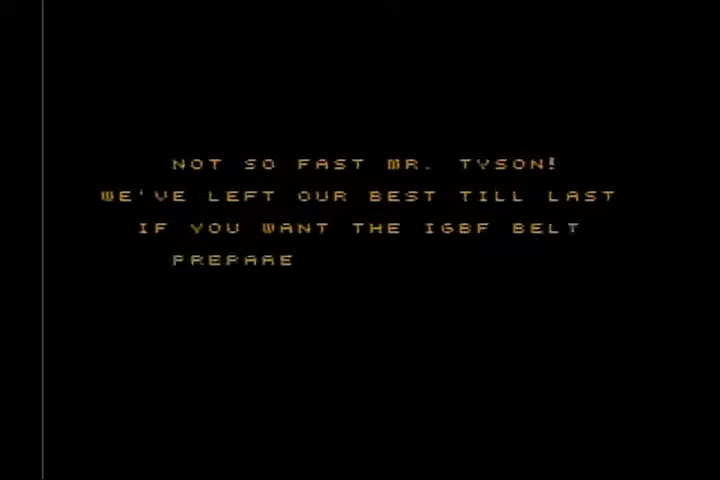 NOT SO FAST MR. TYSON!
WE'VE LEFT OUR BEST TILL LAST
IF YOU WANT THE IGBF BELT
PREPARE